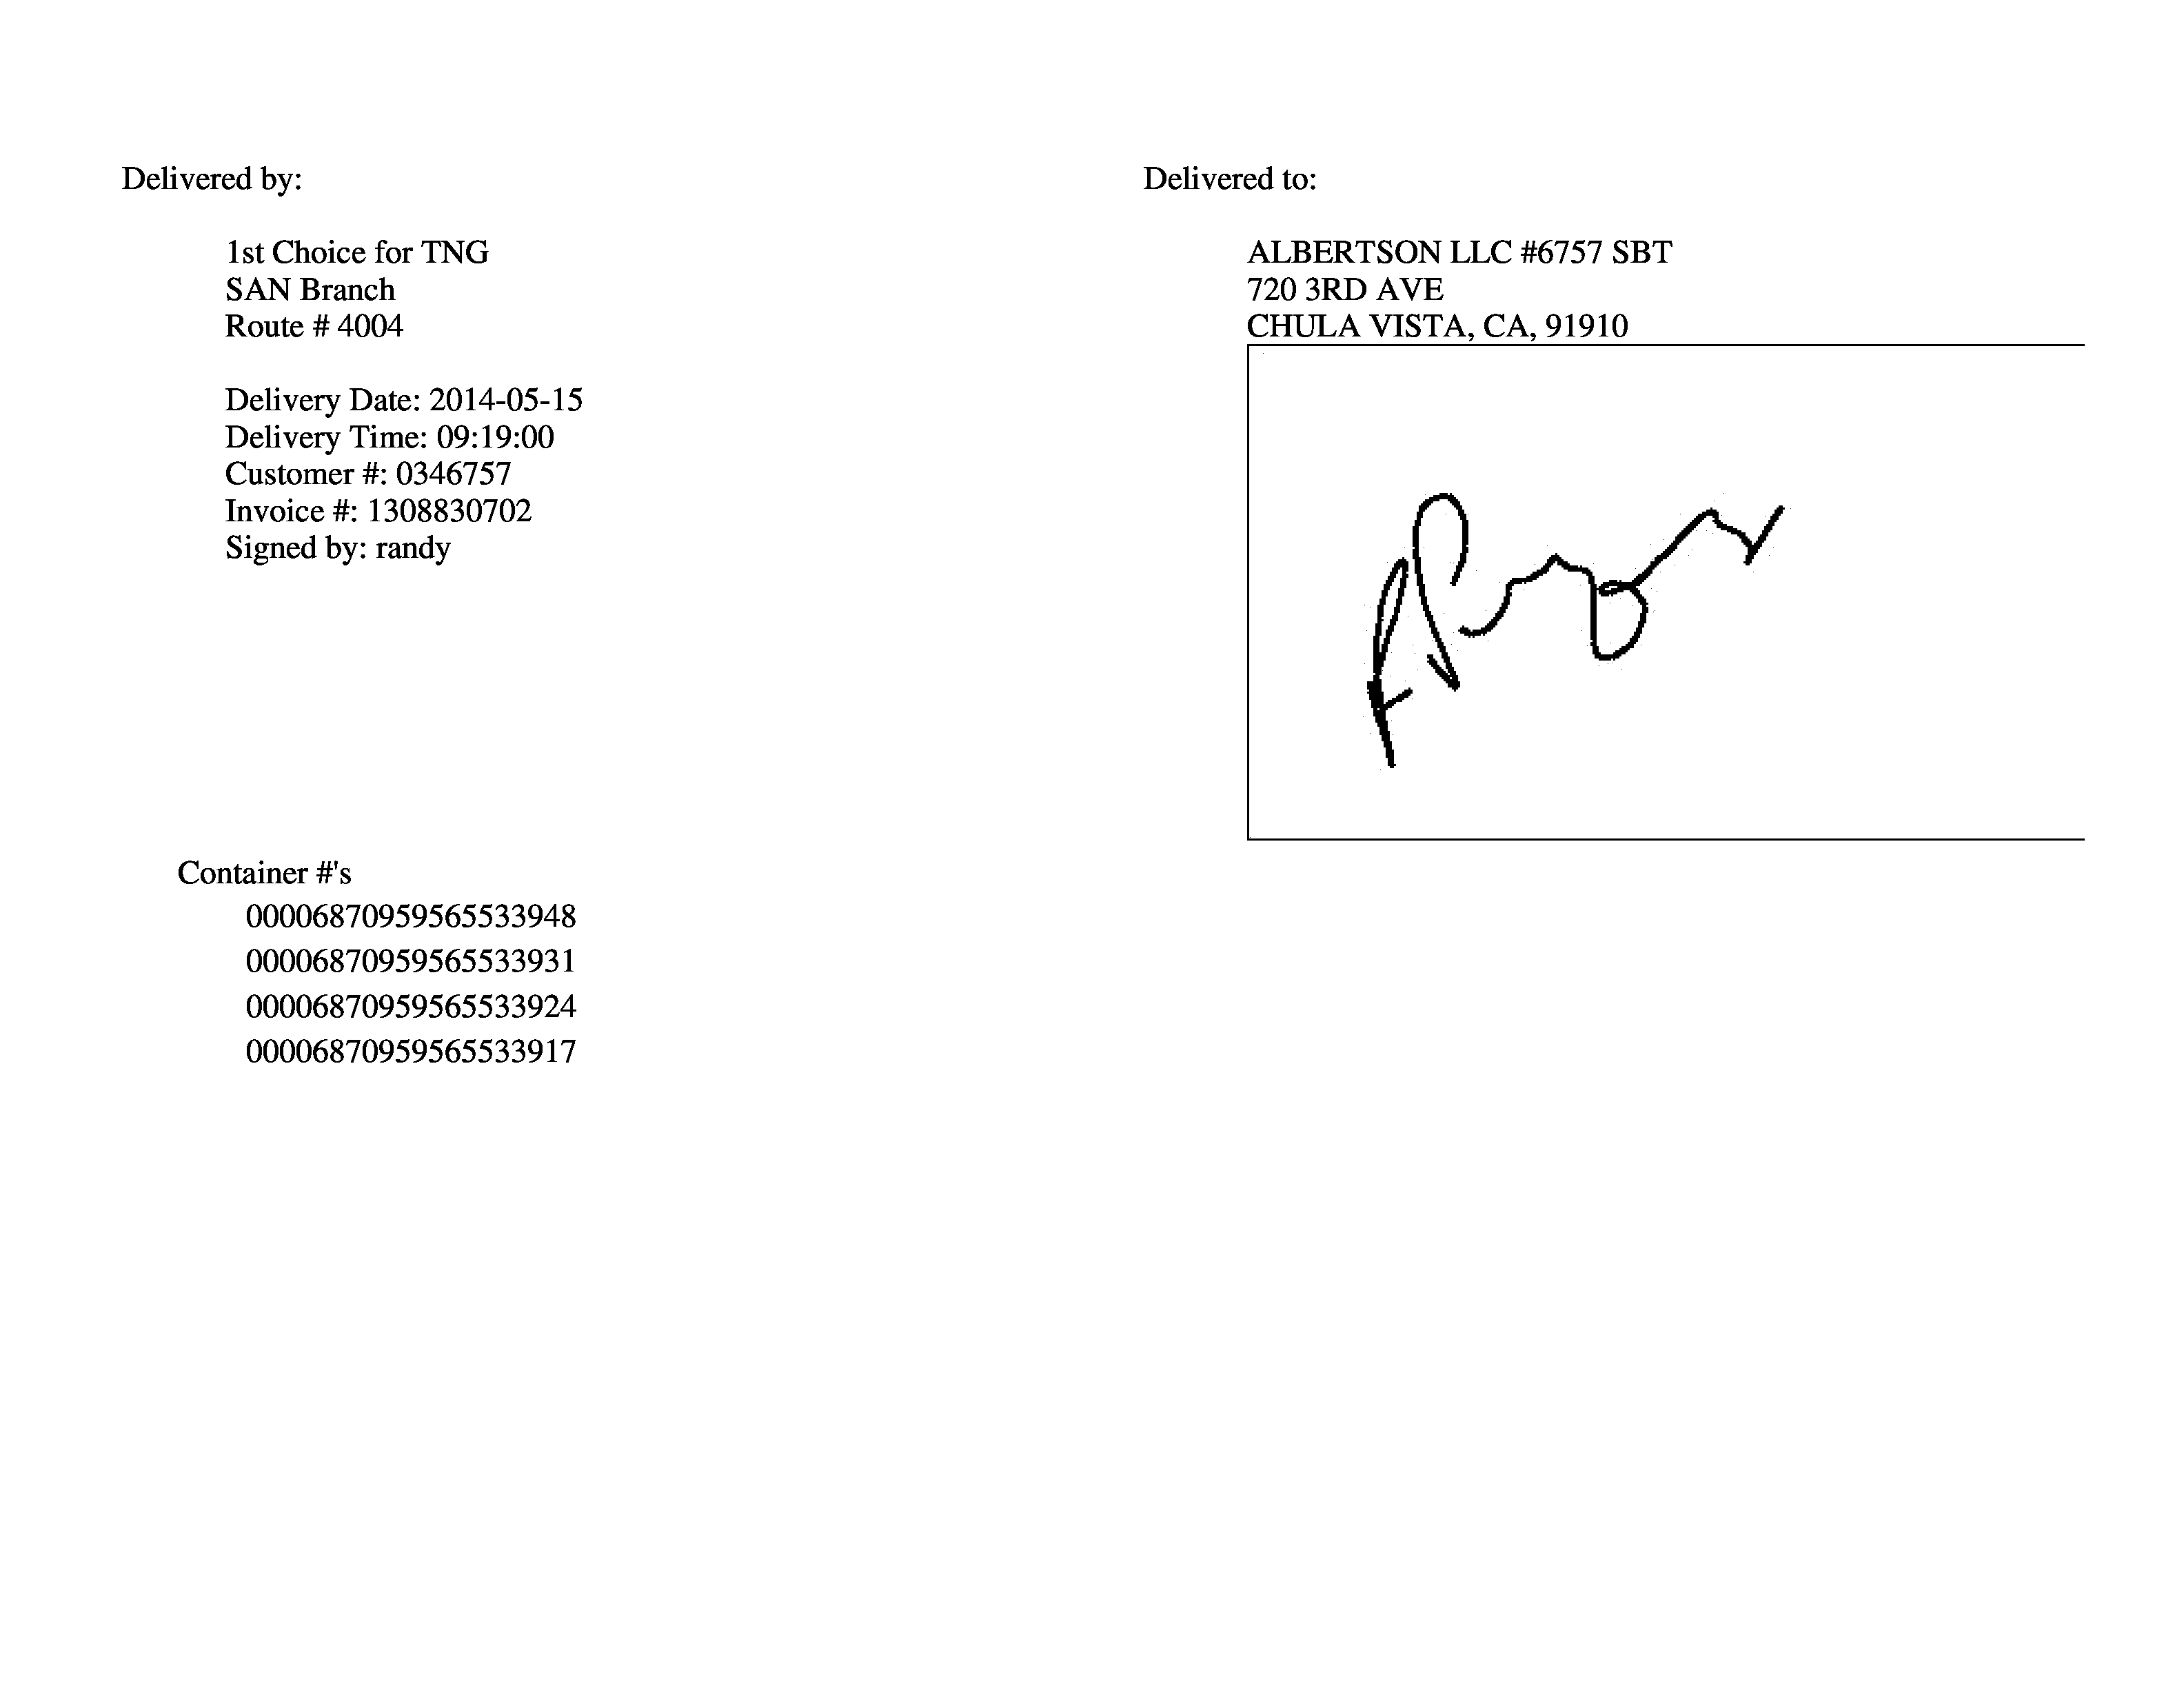 Delivered by:
1st Choice for TNG
SAN Branch
Route # 4004
Delivery Date: 2014-05-15
Delivery Time: 09:19:00
Customer #: 0346757
Invoice #: 1308830702
Signed by: randy
Delivered to:
ALBERTSON LLC #6757 SBT
720 3RD AVE
CHULA VISTA, CA, 91910
Container #'s
00006870959565533948
00006870959565533931
00006870959565533924
00006870959565533917